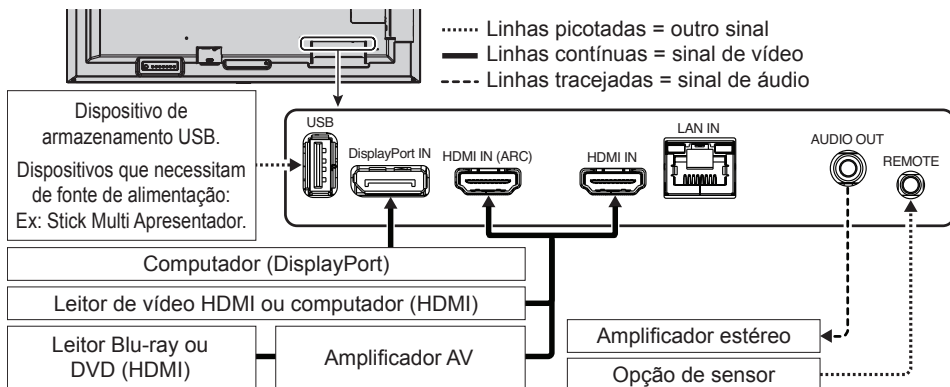 Linhas picotadas = outro sinal
Linhas contínuas = sinal de vídeo
Linhas tracejadas = sinal de áudio
Dispositivo de
armazenamento USB.
Dispositivos que necessitam
de fonte de alimentação:
Ex: Stick Multi Apresentador.
USB
DisplayPort IN
HDMI IN (ARC)
HDMI IN
LAN IN
AUDIO OUT
REMOTE
Computador (DisplayPort)
Leitor de vídeo HDMI ou computador (HDMI)
Leitor Blu-ray ou
DVD (HDMI)
Amplificador AV
Amplificador estéreo
Opção de sensor